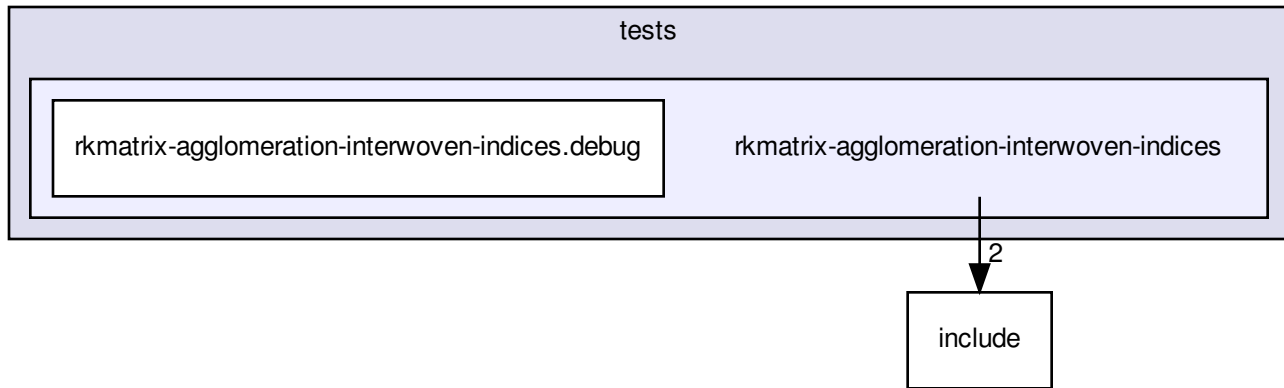 tests
rkmatrix-agglomeration-interwoven-indices.debug
rkmatrix-agglomeration-interwoven-indices
2
include